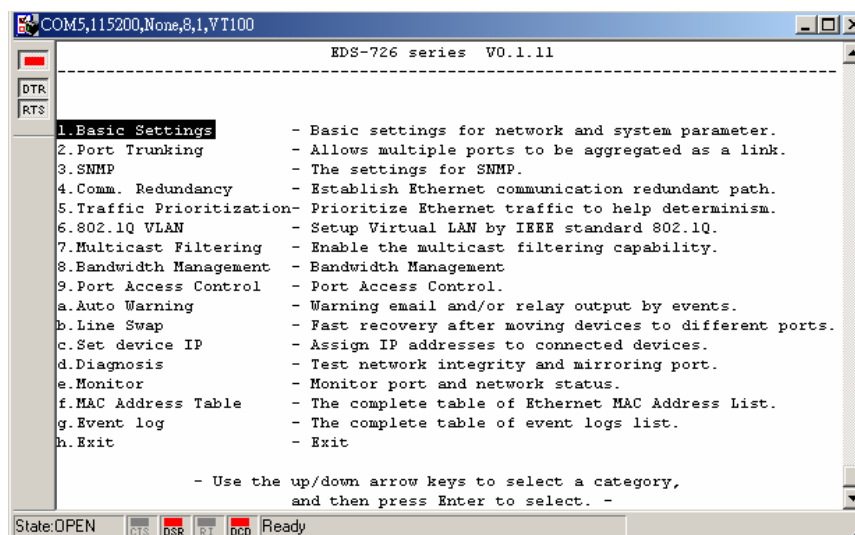 COM5,115200,None,8,1,VT100
EDS-726 series V0.1.11
DTR
RTS
1.Basic Settings - Basic settings for network and system parameter.
2.Port Trunking - Allows multiple ports to be aggregated as a link.
3.SNMP - The settings for SNMP.
4.Comm. Redundancy - Establish Ethernet communication redundant path.
5.Traffic Prioritization- Prioritize Ethernet traffic to help determinism.
6.802.1Q VLAN - Setup Virtual LAN by IEEE standard 802.1Q.
7.Multicast Filtering - Enable the multicast filtering capability.
8.Bandwidth Management - Bandwidth Management
9.Port Access Control - Port Access Control.
a.Auto Warning - Warning email and/or relay output by events.
b.Line Swap - Fast recovery after moving devices to different ports.
c.Set device IP - Assign IP addresses to connected devices.
d.Diagnosis - Test network integrity and mirroring port.
e.Monitor - Monitor port and network status.
f.MAC Address Table - The complete table of Ethernet MAC Address List.
g.Event log - The complete table of event logs list.
h.Exit - Exit
- Use the up/down arrow keys to select a category,
and then press Enter to select. -
State:OPEN CTS DSR RI DCD Ready